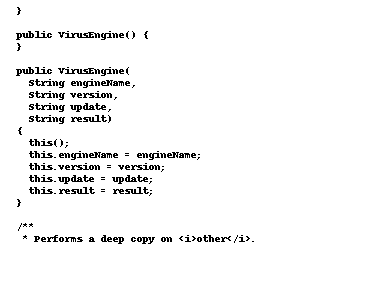 }
public VirusEngine() {
}
public VirusEngine(
String engineName,
String version,
String update,
String result)
{
this();
this.engineName = engineName;
this.version = version;
this.update = update;
this.result = result;
}
/**
* Performs a deep copy on <i>other</i>.